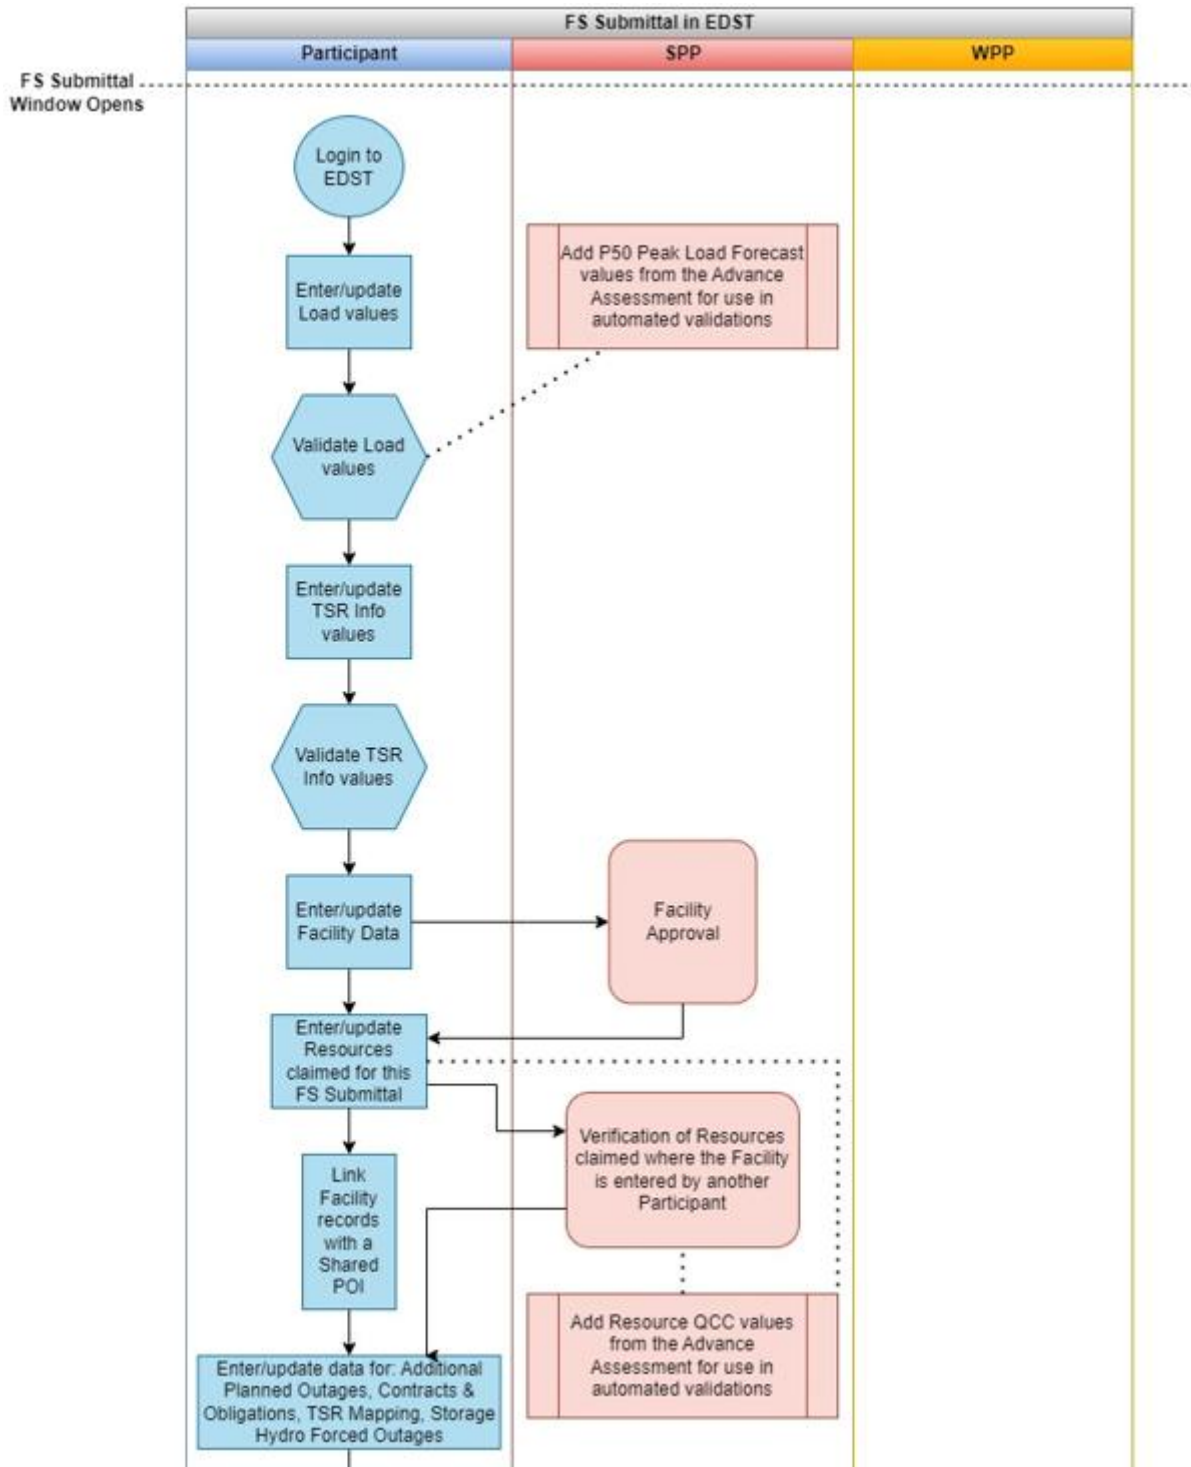 FS Submittal in EDST
Participant
SPP
WPP
FS Submittal
Window Opens
Login to
EDST
Enter/update
Load values
Add P50 Peak Load Forecast
values from the Advance
Assessment for use in
automated validations
Validate Load
values
Enter/update
TSR Info
values
Validate TSR
Info values
Enter/update
Facility Data
Facility
Approval
Enter/update
Resources
claimed for this
FS Submittal
Verification of Resources
claimed where the Facility
is entered by another
Participant
Link
Facility
records
with a
Shared
POI
Add Resource QCC values
from the Advance
Assessment for use in
automated validations
Enter/update data for: Additional
Planned Outages, Contracts &
Obligations, TSR Mapping, Storage
Hydro Forced Outages